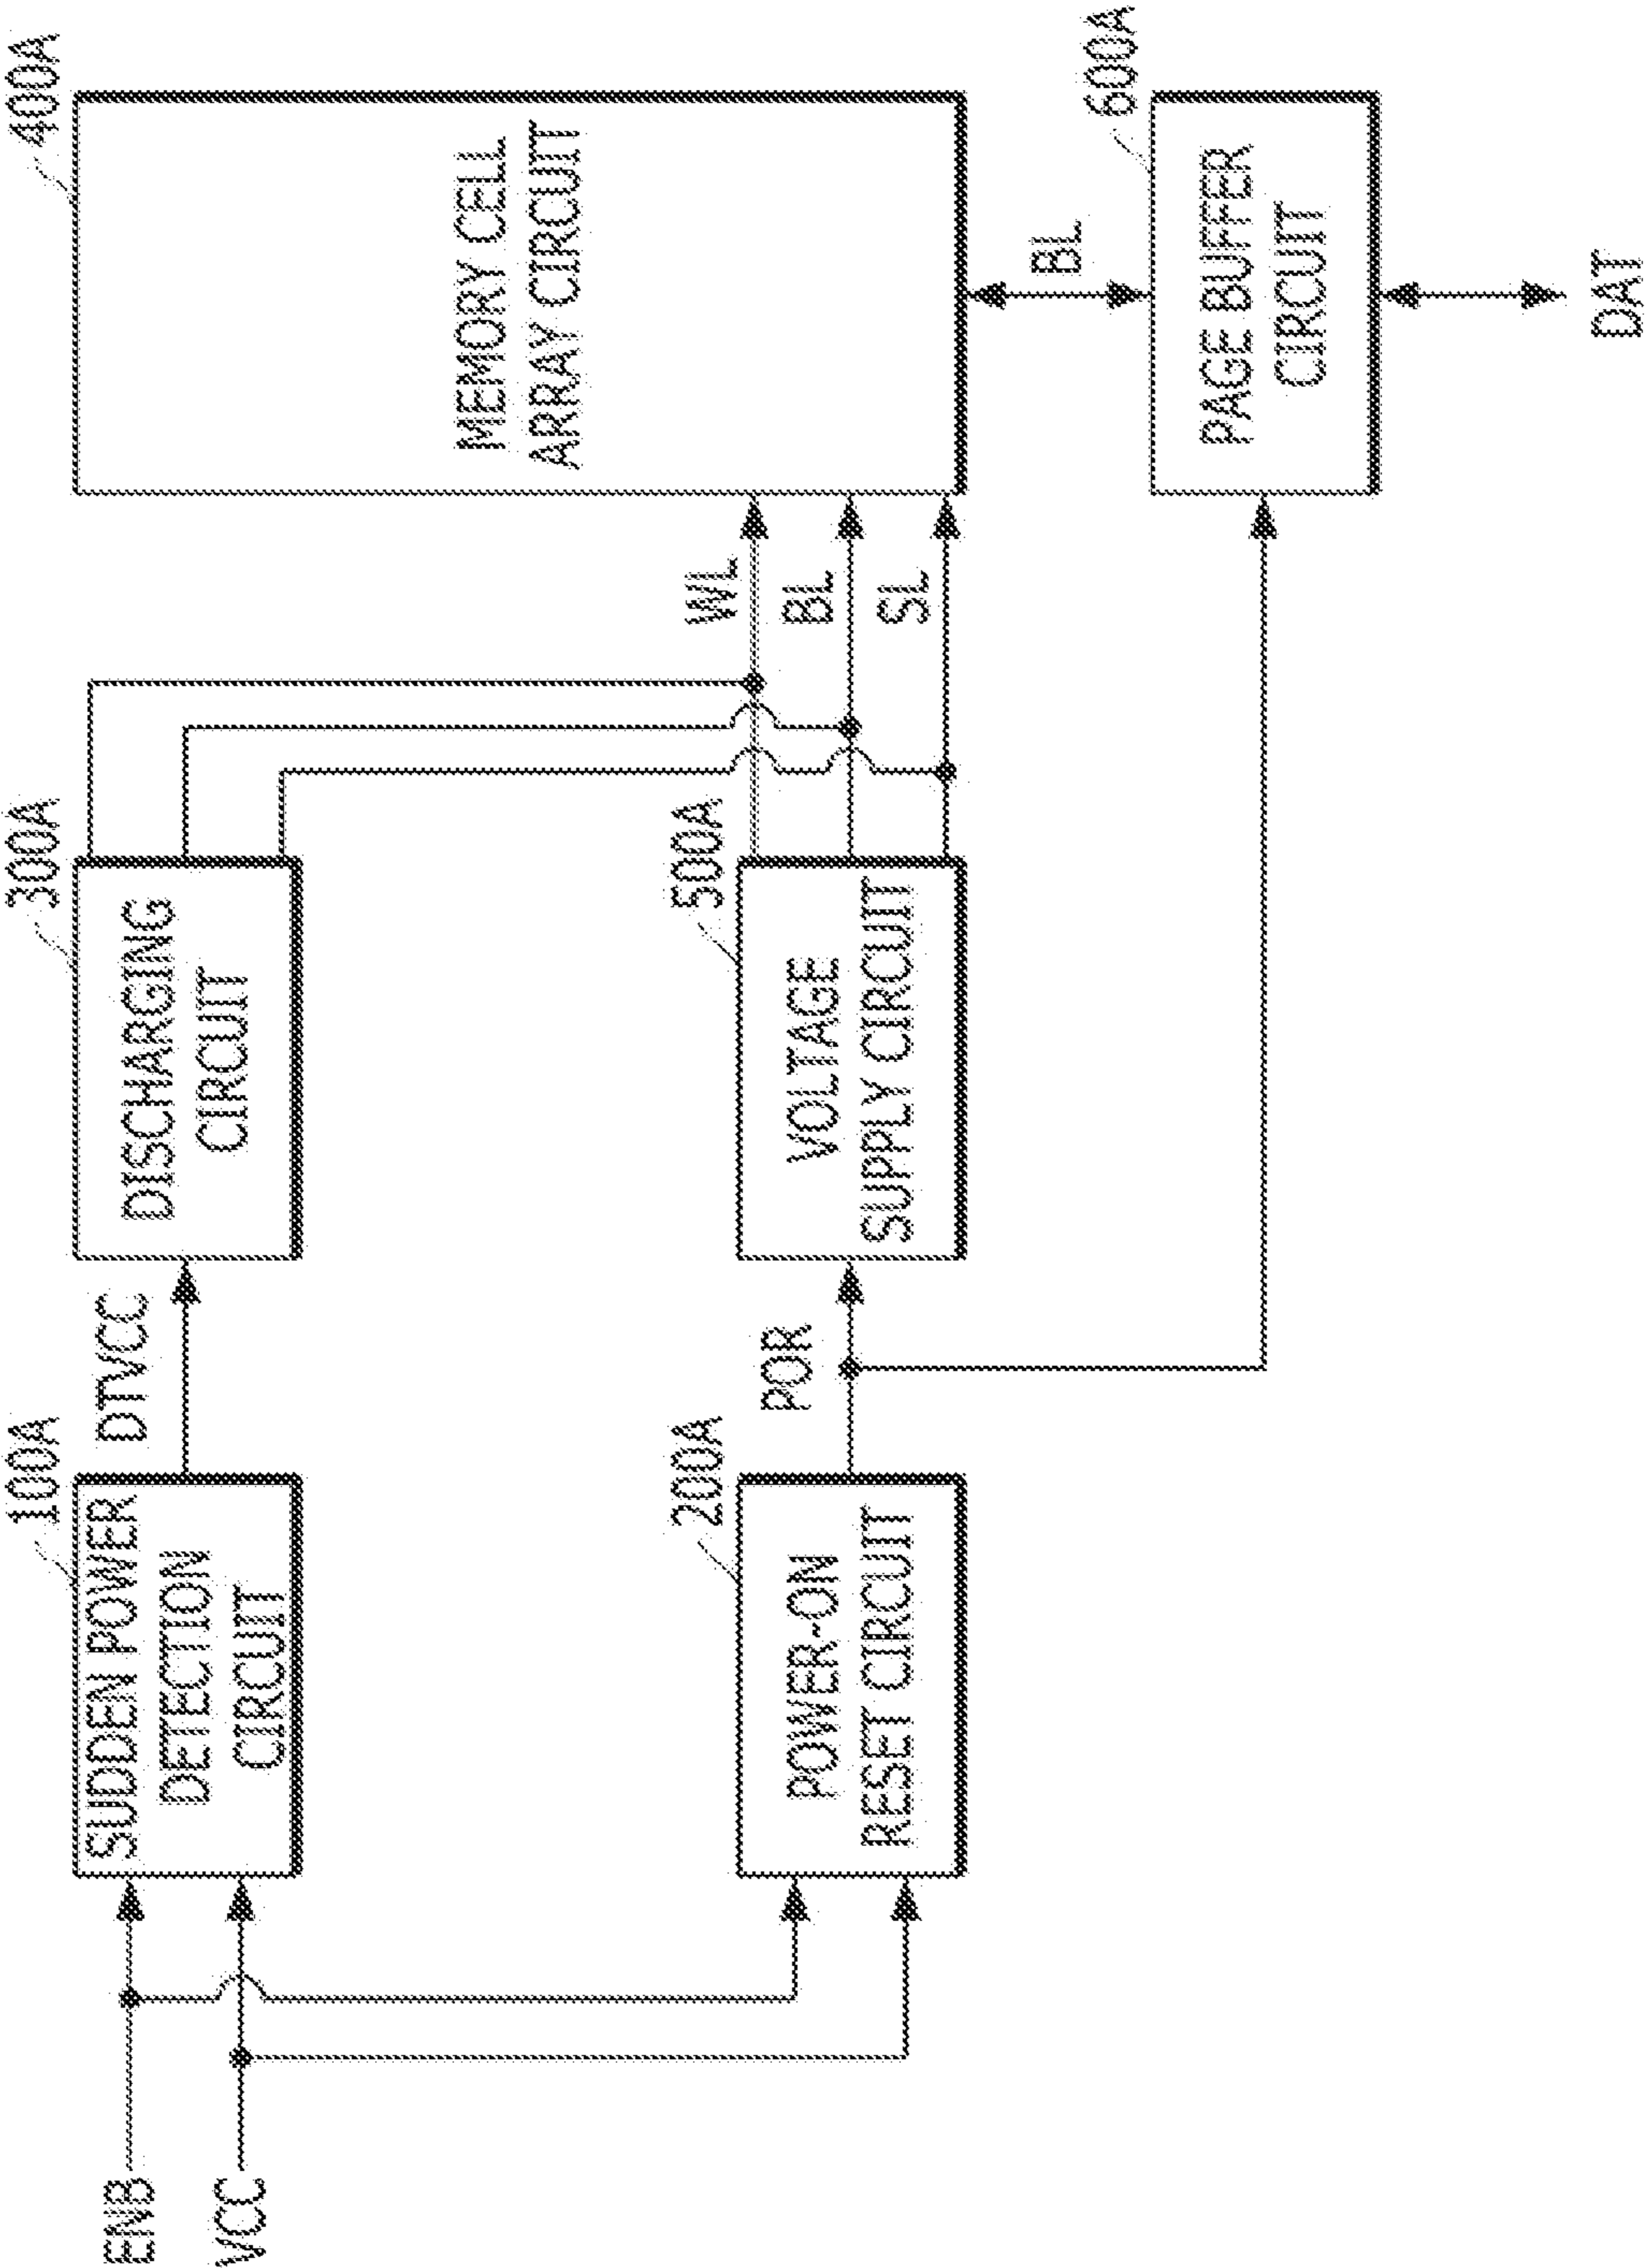 100A
SUDDEN POWER
DETECTION
CIRCUIT
ENB
VCC
DTVCC
300A
DISCHARGING
CIRCUIT
400A
MEMORY CELL
ARRAY CIRCUIT
200A
POWER-ON
RESET CIRCUIT
POR
500A
VOLTAGE
SUPPLY CIRCUIT
WL
BL
SL
BL
600A
PAGE BUFFER
CIRCUIT
DAT